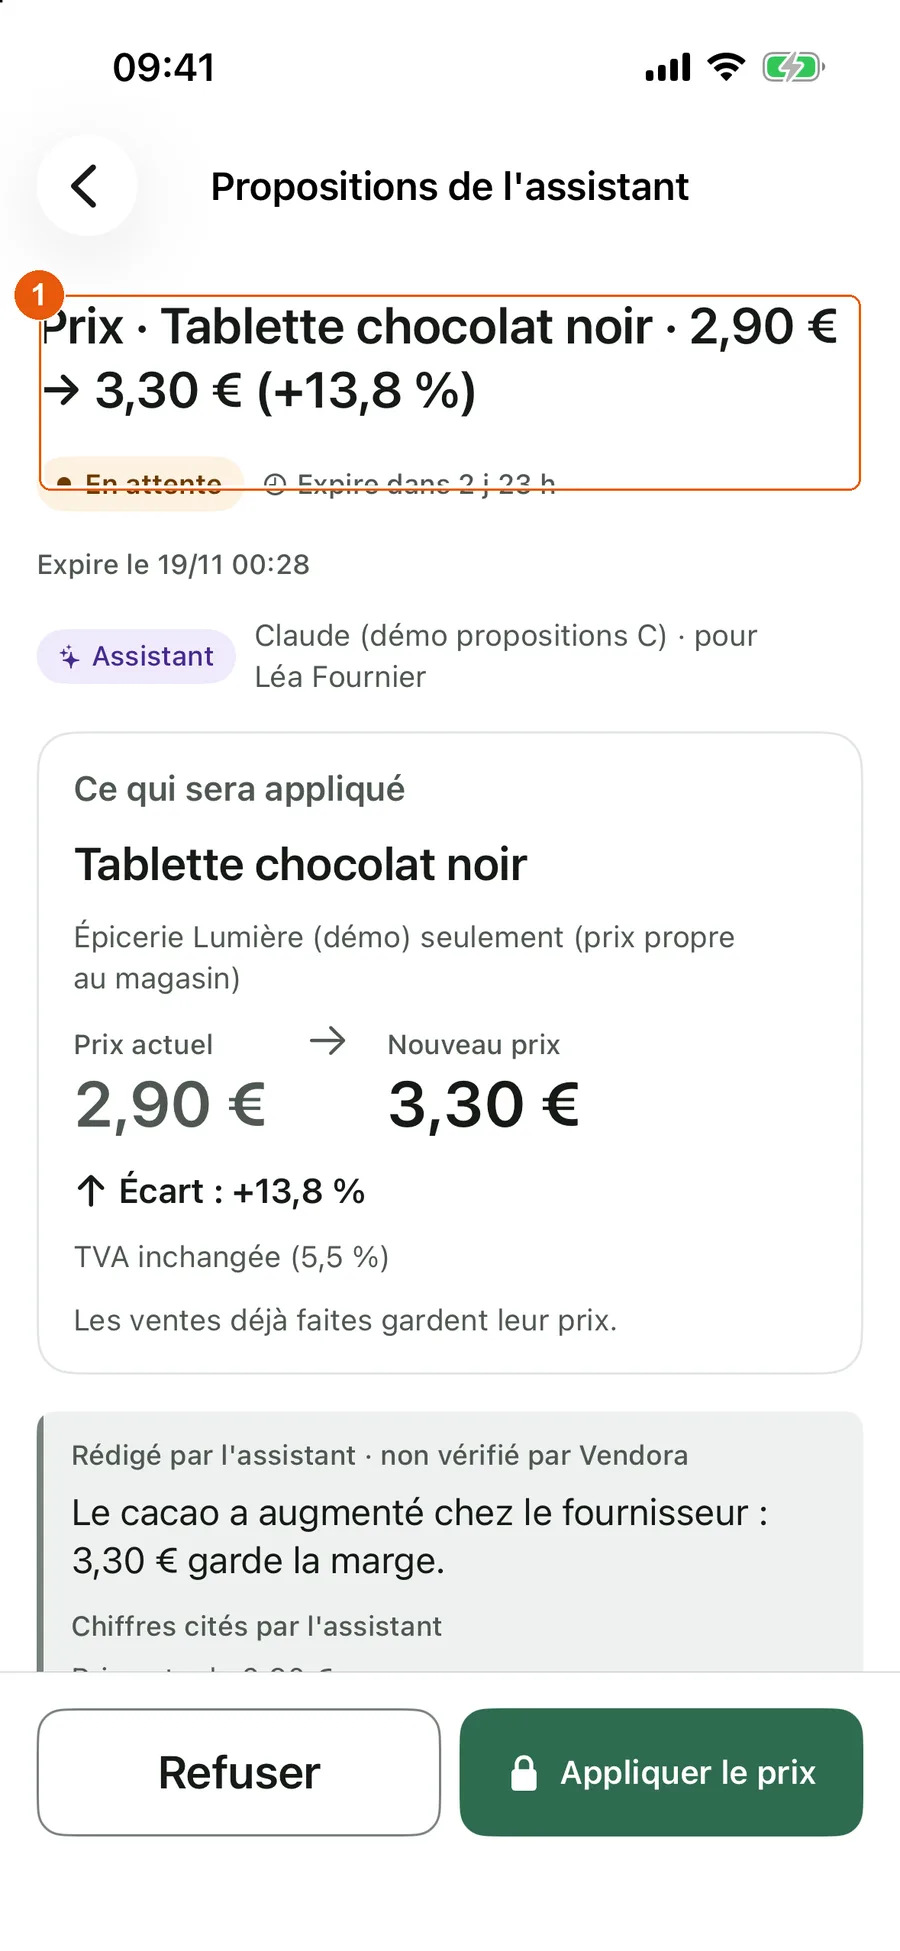 09:41
Propositions de l'assistant
1
Prix · Tablette chocolat noir · 2,90 €
→ 3,30 € (+13,8 %)
En attente Expire dans 2 j 23 h
Expire le 19/11 00:28
Assistant
Claude (démo propositions C) · pour
Léa Fournier
Ce qui sera appliqué
Tablette chocolat noir
Épicerie Lumière (démo) seulement (prix propre
au magasin)
Prix actuel → Nouveau prix
2,90 € 3,30 €
↑ Écart : +13,8 %
TVA inchangée (5,5 %)
Les ventes déjà faites gardent leur prix.
Rédigé par l'assistant · non vérifié par Vendora
Le cacao a augmenté chez le fournisseur :
3,30 € garde la marge.
Chiffres cités par l'assistant
Refuser
Appliquer le prix